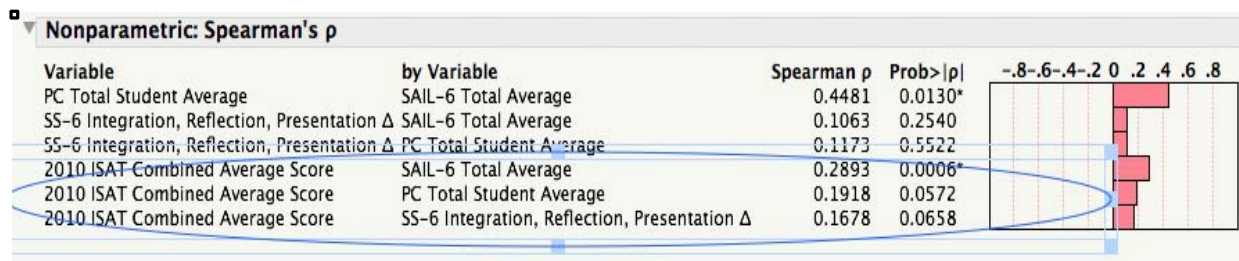 Nonparametric: Spearman's ρ
Variable by Variable Spearman ρ Prob>|ρ| -.8-.6-.4-.2 0 .2 .4 .6 .8
PC Total Student Average SAIL-6 Total Average 0.4481 0.0130*
SS-6 Integration, Reflection, Presentation Δ SAIL-6 Total Average 0.1063 0.2540
SS-6 Integration, Reflection, Presentation Δ PC Total Student Average 0.1173 0.5522
2010 ISAT Combined Average Score SAIL-6 Total Average 0.2893 0.0006*
2010 ISAT Combined Average Score PC Total Student Average 0.1918 0.0572
2010 ISAT Combined Average Score SS-6 Integration, Reflection, Presentation Δ 0.1678 0.0658